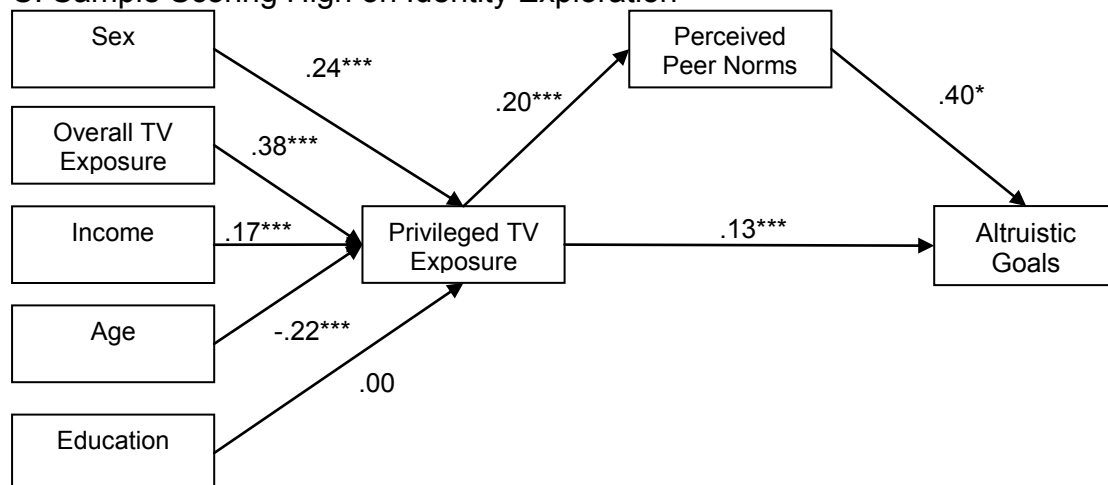 C. Sample Scoring High on Identity Exploration
Sex
Perceived
Peer Norms
.24***
.20***
.40*
Overall TV
Exposure
.38***
Income
.17***
Privileged TV
Exposure
.13***
Altruistic
Goals
Age
-.22***
.00
Education